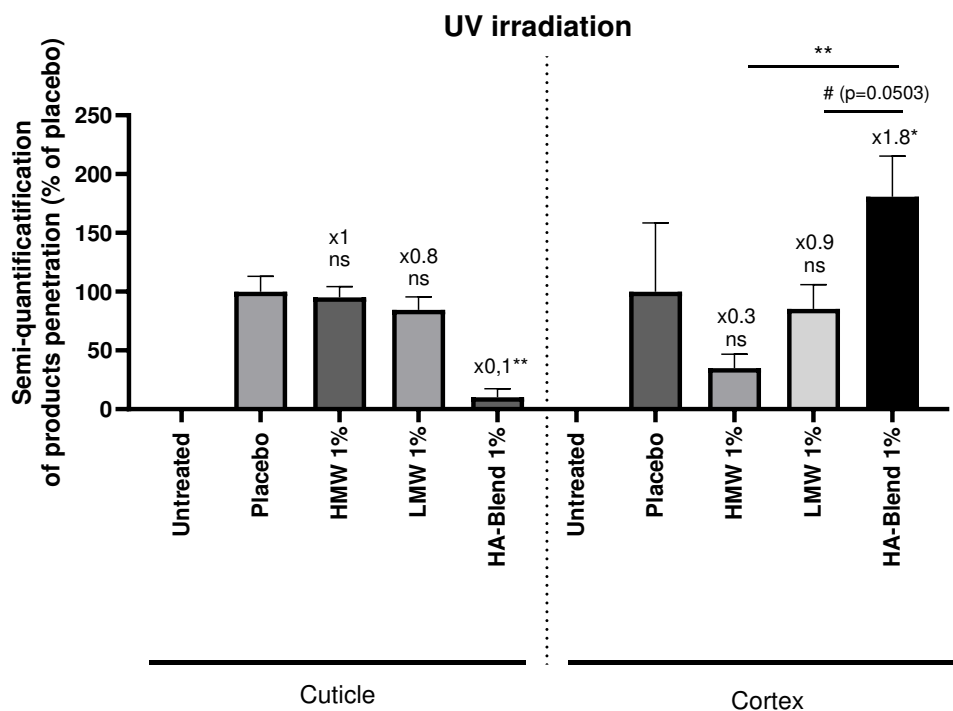 UV irradiation
Semi-quantificatification
of products penetration (% of placebo)
250
200
150
100
50
0
x1
ns
x0.8
ns
x0,1**
x0.3
ns
x0.9
ns
x1.8*
**
# (p=0.0503)
Untreated
Placebo
HMW 1%
LMW 1%
HA-Blend 1%
Untreated
Placebo
HMW 1%
LMW 1%
HA-Blend 1%
Cuticle
Cortex